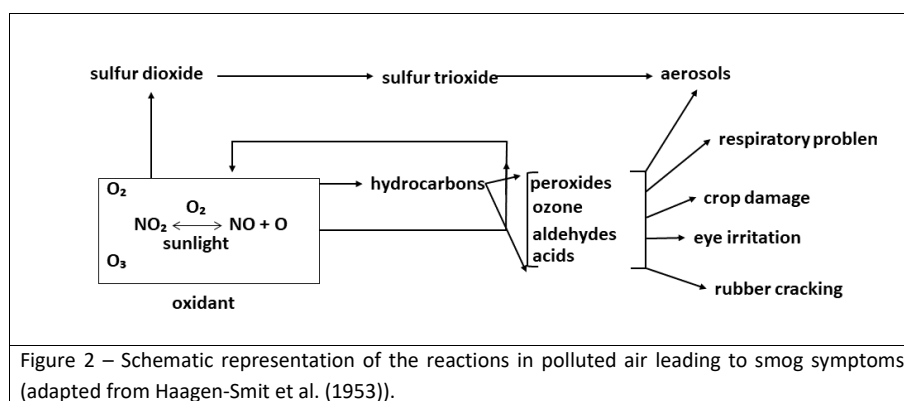 sulfur dioxide
sulfur trioxide
aerosols
respiratory problen
O₂
O₂
hydrocarbons
peroxides
NO₂ ⟷ NO + O
ozone
crop damage
sunlight
aldehydes
eye irritation
O₃
acids
oxidant
rubber cracking
Figure 2 – Schematic representation of the reactions in polluted air leading to smog symptoms
(adapted from Haagen-Smit et al. (1953)).